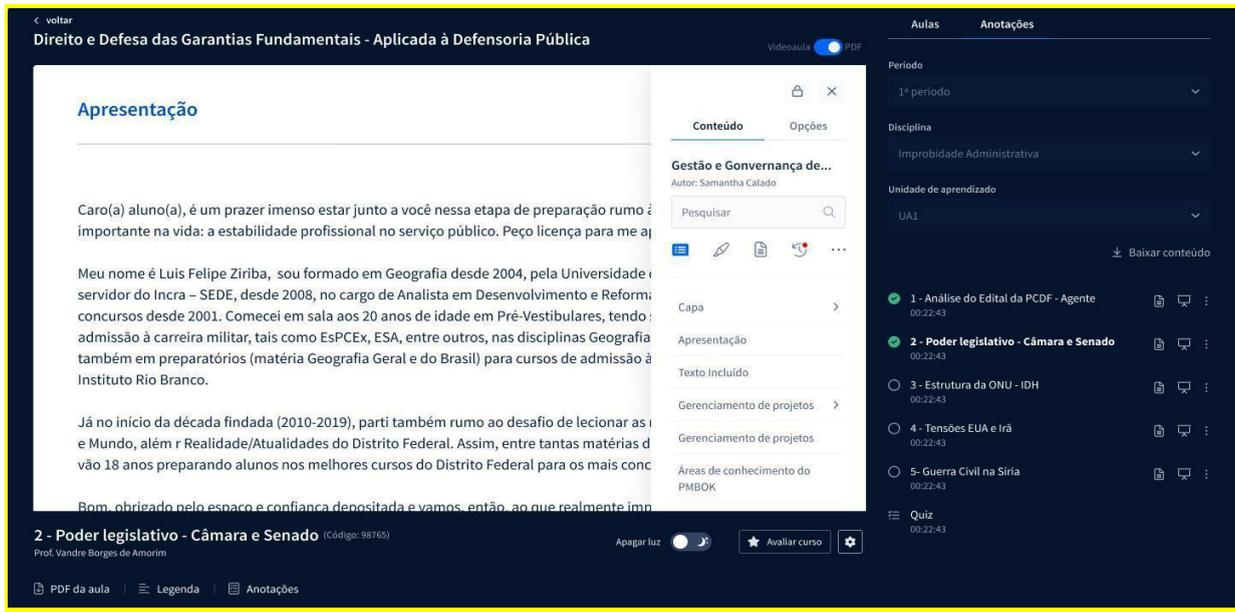 voltar
Direito e Defesa das Garantias Fundamentais - Aplicada à Defensoria Pública
Videoaula PDF
Apresentação
Caro(a) aluno(a), é um prazer imenso estar junto a você nessa etapa de preparação rumo à
importante na vida: a estabilidade profissional no serviço público. Peço licença para me
Meu nome é Luis Felipe Ziriba, sou formado em Geografia desde 2004, pela Universidade
servidor do Incra – SEDE, desde 2008, no cargo de Analista em Desenvolvimento e
concursos desde 2001. Comecei em sala aos 20 anos de idade em Pré-Vestibulares, tendo
admissão à carreira militar, tais como EsPCEx, ESA, entre outros, nas disciplinas Geografia
também em preparatórios (matéria Geografia Geral e do Brasil) para cursos de admissão à
Instituto Rio Branco.
Já no início da década findada (2010-2019), parti também rumo ao desafio de lecionar as
e Mundo, além r Realidade/Atualidades do Distrito Federal. Assim, entre tantas matérias
vão 18 anos preparando alunos nos melhores cursos do Distrito Federal para os mais
Bom, obrigado pelo espaço e confiança depositada e vamos, então, ao que realmente
Conteúdo Opções
Gestão e Gonvernança de...
Autor: Samantha Calado
Pesquisar
Capa
Apresentação
Texto Incluído
Gerenciamento de projetos
Gerenciamento de projetos
Áreas de conhecimento do
PMBOK
2 - Poder legislativo - Câmara e Senado (Código: 98765)
Prof. Vandre Borges de Amorim
Apagar luz
Avaliar curso
PDF da aula
Legenda
Anotações
Aulas Anotações
Período
1º período
Disciplina
Improbidade Administrativa
Unidade de aprendizado
UA1
Baixar conteúdo
1 - Análise do Edital da PCDF - Agente
00:22:43
2 - Poder legislativo - Câmara e Senado
00:22:43
3 - Estrutura da ONU - IDH
00:22:43
4 - Tensões EUA e Irã
00:22:43
5- Guerra Civil na Síria
00:22:43
Quiz
00:22:43